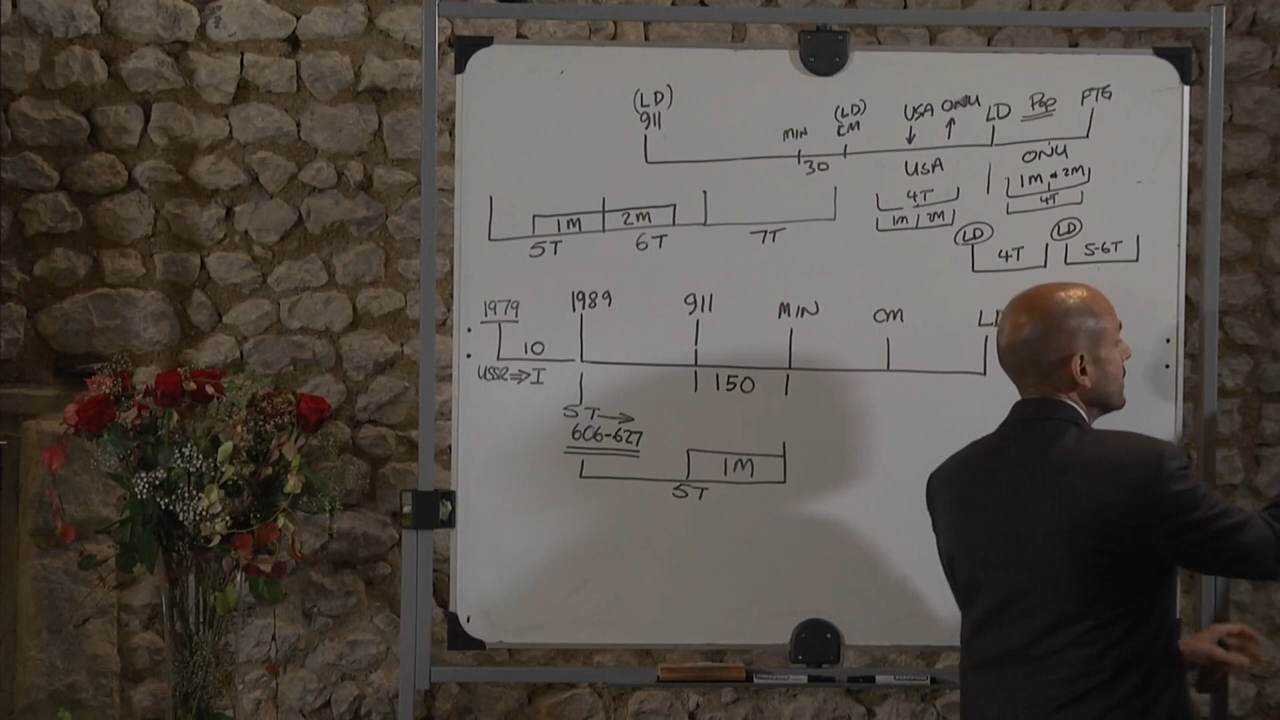 (LD)
911
MIN
30
(LD)
CM
USA ONU
LD
Pop
PTG
USA
4T
1M 2M
ONU
1M + 2M
4T
1M 2M
5T 6T 7T
LD
4T
LD
5-6T
1979 1989 911 MIN CM LD
10
USSR⇒I
150
5T→
606-627
1M
5T